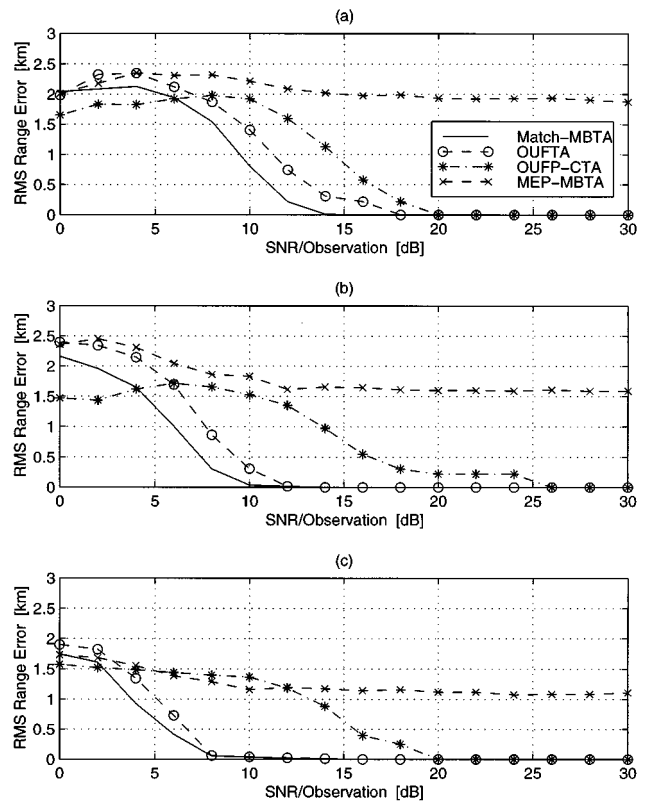 (a)
3
2.5
2
1.5
1
0.5
0
RMS Range Error [km]
Match-MBTA
OUFTA
OUFP-CTA
MEP-MBTA
0 5 10 15 20 25 30
SNR/Observation [dB]
(b)
3
2.5
2
1.5
1
0.5
0
RMS Range Error [km]
0 5 10 15 20 25 30
SNR/Observation [dB]
(c)
3
2.5
2
1.5
1
0.5
0
RMS Range Error [km]
0 5 10 15 20 25 30
SNR/Observation [dB]